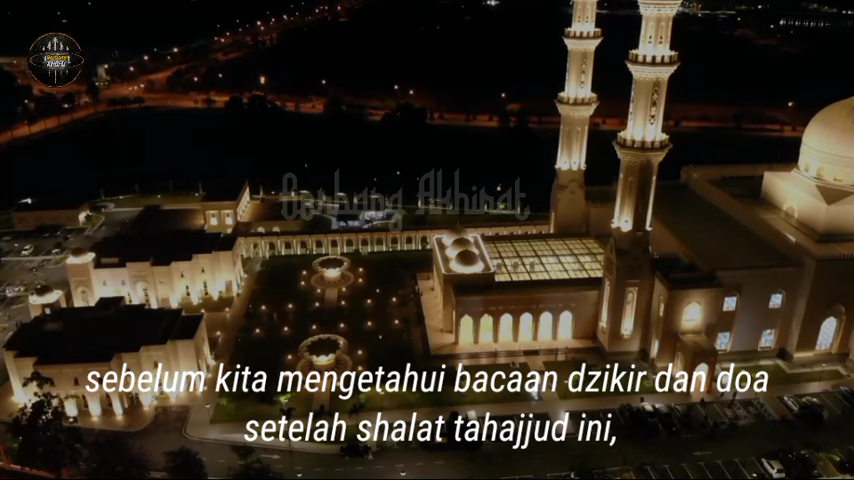 Gerbang Akhirat
sebelum kita mengetahui bacaan dzikir dan doa
setelah shalat tahajjud ini,